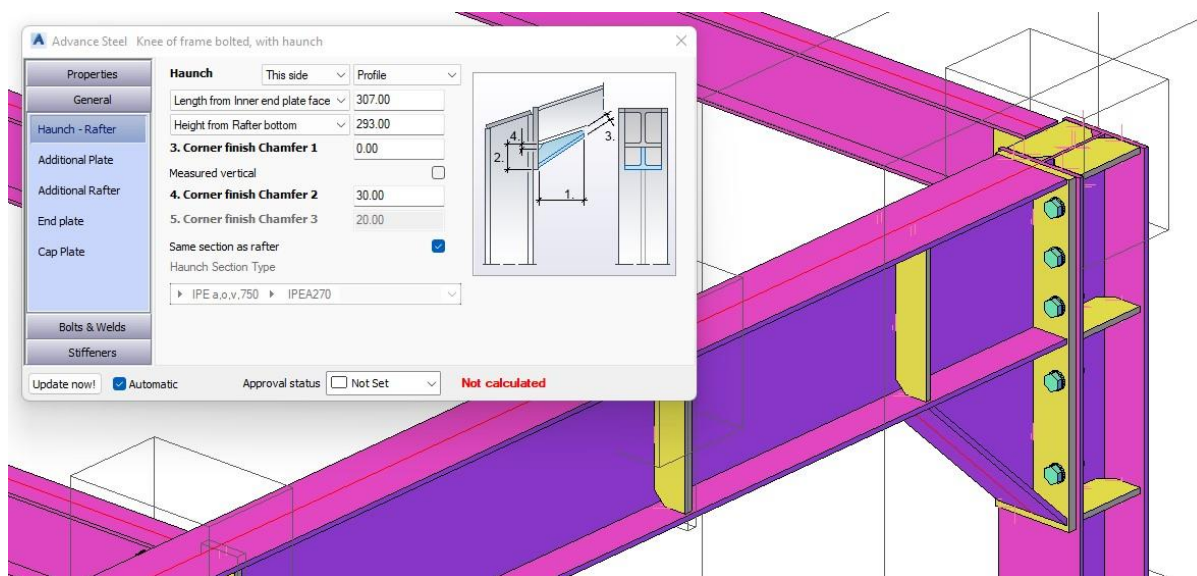 Advance Steel Knee of frame bolted, with haunch
Properties
General
Haunch - Rafter
Additional Plate
Additional Rafter
End plate
Cap Plate
Bolts & Welds
Stiffeners
Haunch This side Profile
Length from Inner end plate face 307.00
Height from Rafter bottom 293.00
3. Corner finish Chamfer 1 0.00
Measured vertical
4. Corner finish Chamfer 2 30.00
5. Corner finish Chamfer 3 20.00
Same section as rafter
Haunch Section Type
IPE a,o,v,750 IPEA270
4.
2.
1.
3.
Update now! Automatic Approval status Not Set Not calculated